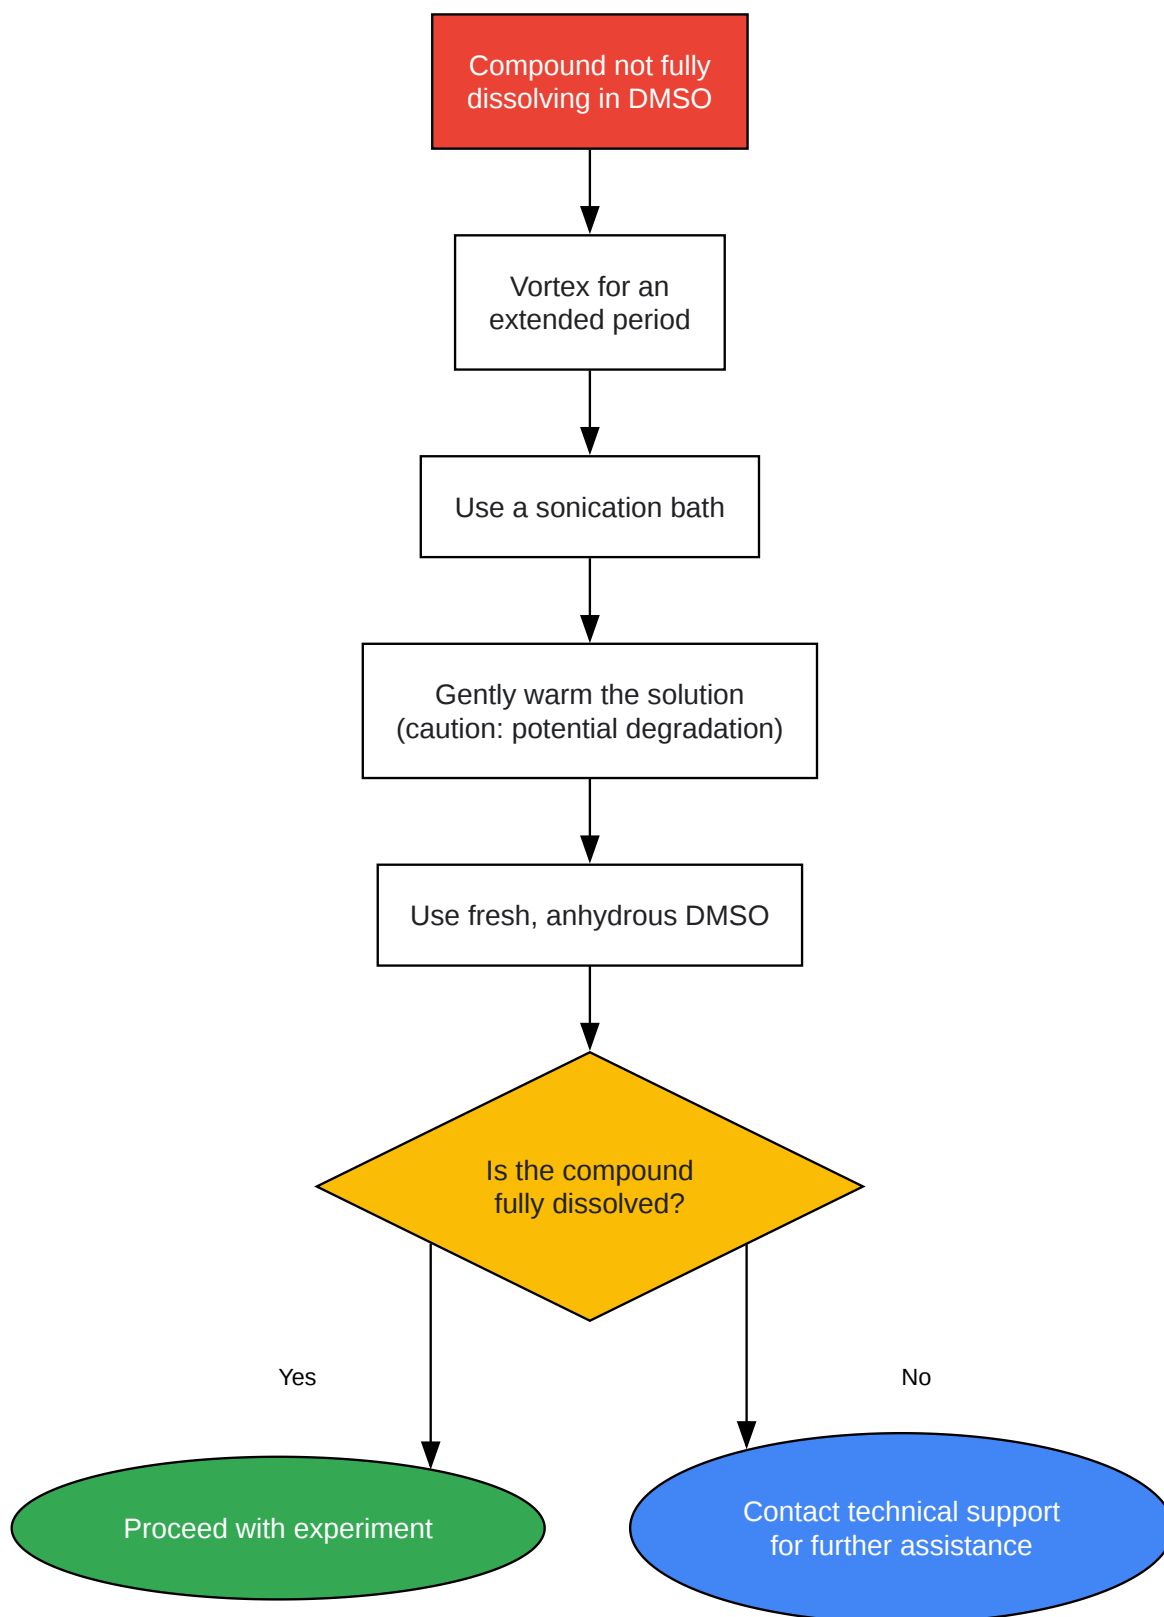 Compound not fully
dissolving in DMSO
Vortex for an
extended period
Use a sonication bath
Gently warm the solution
(caution: potential degradation)
Use fresh, anhydrous DMSO
Is the compound
fully dissolved?
Yes
No
Proceed with experiment
Contact technical support
for further assistance